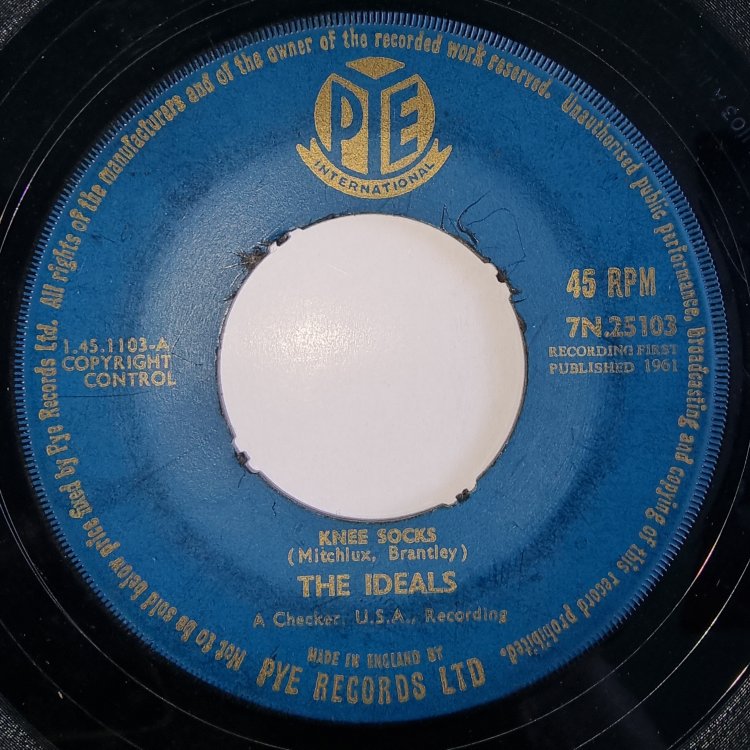 PYE
INTERNATIONAL
45 RPM
7N.25103
RECORDING FIRST
PUBLISHED 1961
1.45.1103-A
COPYRIGHT
CONTROL
KNEE SOCKS
(Mitchlux, Brantley)
THE IDEALS
A Checker, U.S.A., Recording
MADE IN ENGLAND BY
PYE RECORDS LTD
Not to be sold below price fixed by Pye Records Ltd. All rights of the manufacturers and of the owner of the recorded work reserved. Unauthorised public performance, broadcasting and copying of this record prohibited.